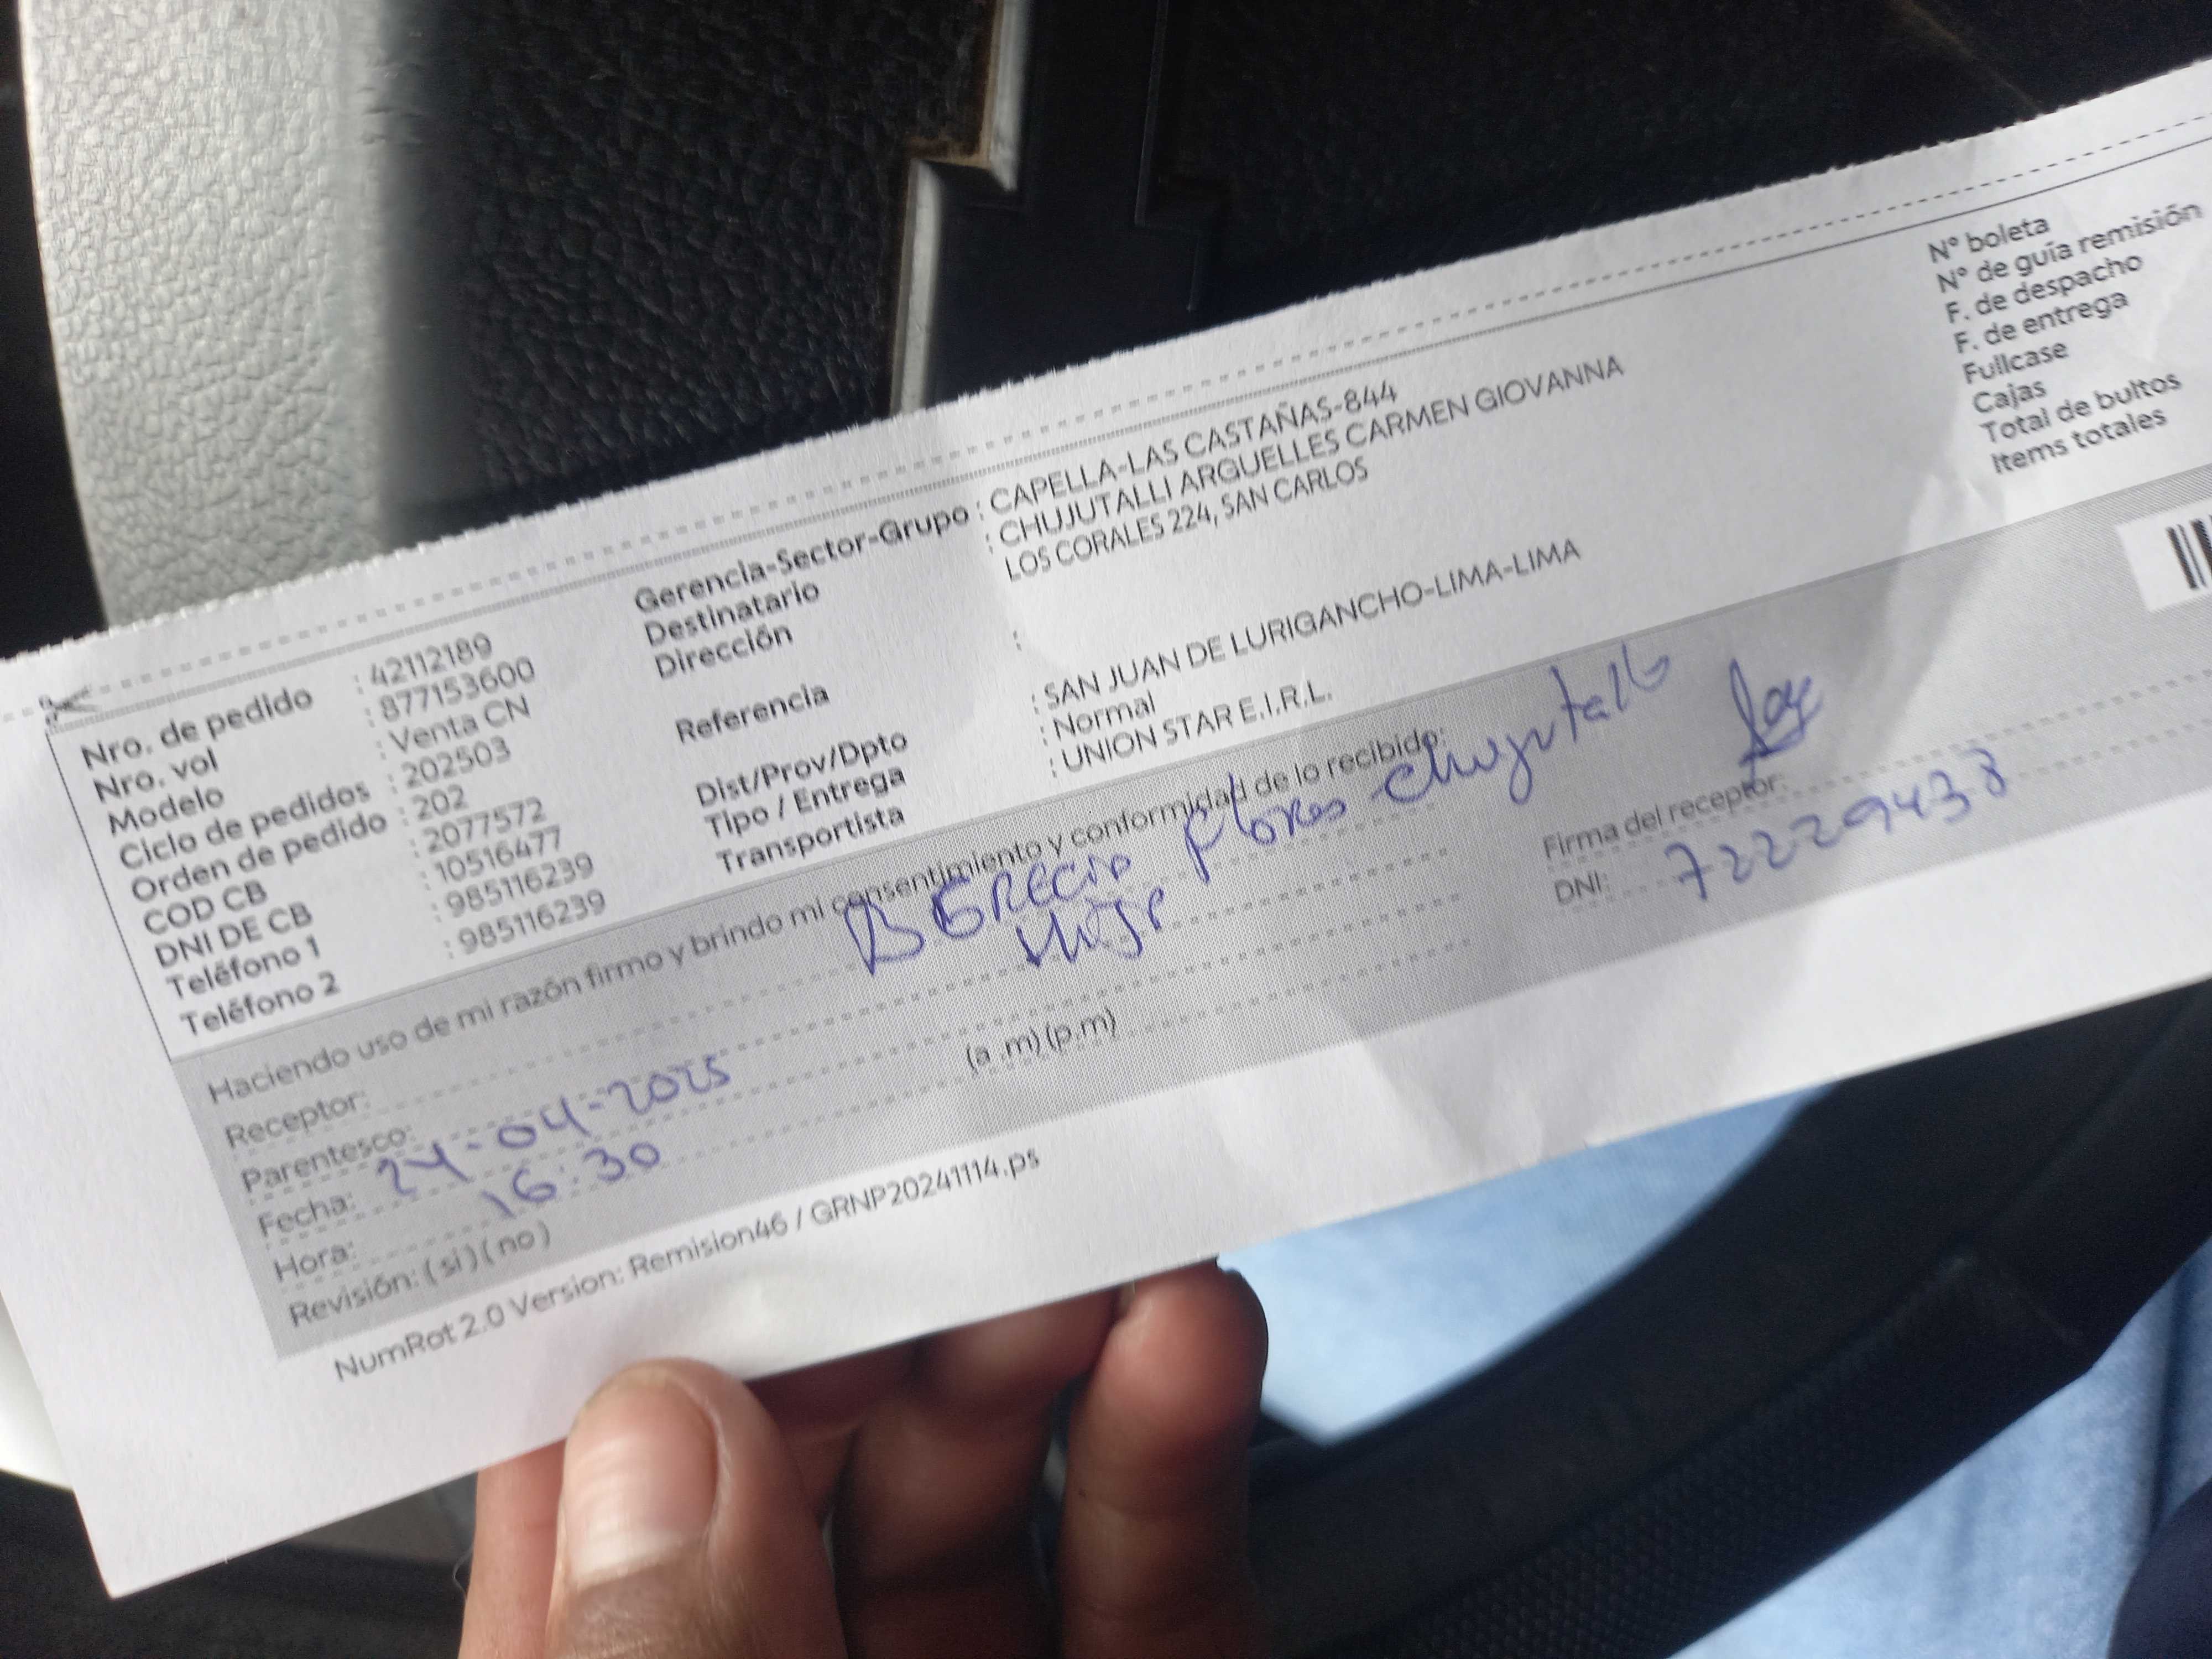 Nro. de pedido : 42112189
Nro. vol : 877153600
Modelo : Venta CN
Ciclo de pedidos : 202503
Orden de pedido : 202
COD CB : 2077572
DNI DE CB : 10516477
Teléfono 1 : 985116239
Teléfono 2 : 985116239
Gerencia-Sector-Grupo : CAPELLA-LAS CASTAÑAS-844
Destinatario : CHUJUTALLI ARGUELLES CARMEN GIOVANNA
Dirección : LOS CORALES 224, SAN CARLOS
Referencia :
Dist/Prov/Dpto : SAN JUAN DE LURIGANCHO-LIMA-LIMA
Tipo / Entrega : Normal
Transportista : UNION STAR E.I.R.L.
N° boleta
N° de guía remisión
F. de despacho
F. de entrega
Fullcase
Cajas
Total de bultos
Items totales
Haciendo uso de mi razón firmo y brindo mi consentimiento y conformidad de lo recibido:
Receptor: Flores
Parentesco:
Fecha: 24-04-2025
Hora: 16:30 (a .m) (p.m)
Revisión: ( si ) ( no )
Firma del receptor:
DNI: 72229438
NumRot 2.0 Version: Remision46 / GRNP20241114.ps